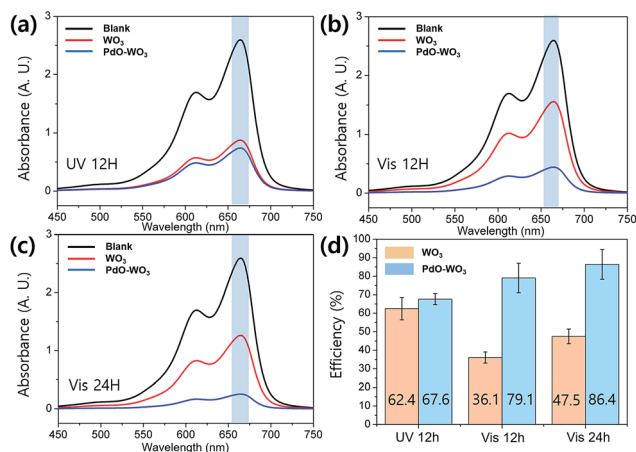 (a)
Blank
WO3
PdO-WO3
UV 12H
Absorbance (A. U.)
3
2
1
0
450 500 550 600 650 700 750
Wavelength (nm)
(b)
Blank
WO3
PdO-WO3
Vis 12H
Absorbance (A. U.)
3
2
1
0
450 500 550 600 650 700 750
Wavelength (nm)
(c)
Blank
WO3
PdO-WO3
Vis 24H
Absorbance (A. U.)
3
2
1
0
450 500 550 600 650 700 750
Wavelength (nm)
(d)
WO3
PdO-WO3
Efficiency (%)
100
90
80
70
60
50
40
30
20
10
0
62.4 67.6 36.1 79.1 47.5 86.4
UV 12h Vis 12h Vis 24h